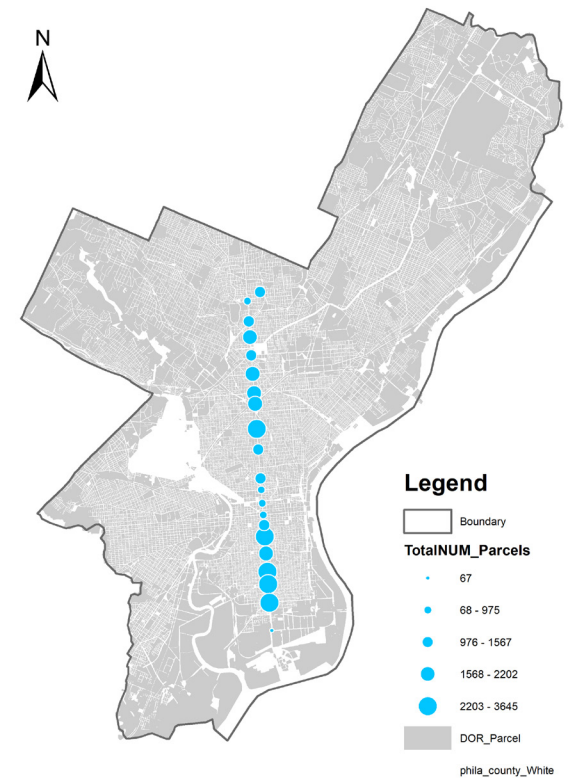 N
Legend
Boundary
TotalNUM_Parcels
67
68 - 975
976 - 1567
1568 - 2202
2203 - 3645
DOR_Parcel
phila_county_White